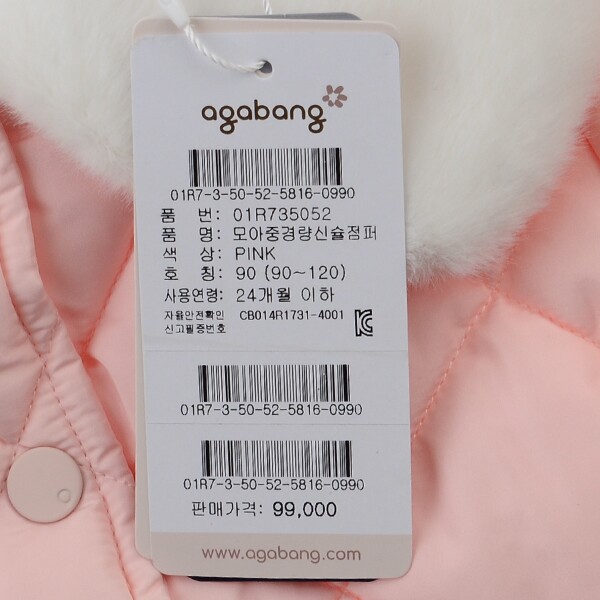 agabang
01R7-3-50-52-5816-0990
품 번: 01R735052
품 명: 모아중경량신슐점퍼
색 상: PINK
호 칭: 90 (90~120)
사용연령: 24개월 이하
자율안전확인
신고필증번호 CB014R1731-4001
01R7-3-50-52-5816-0990
01R7-3-50-52-5816-0990
판매가격: 99,000
www.agabang.com